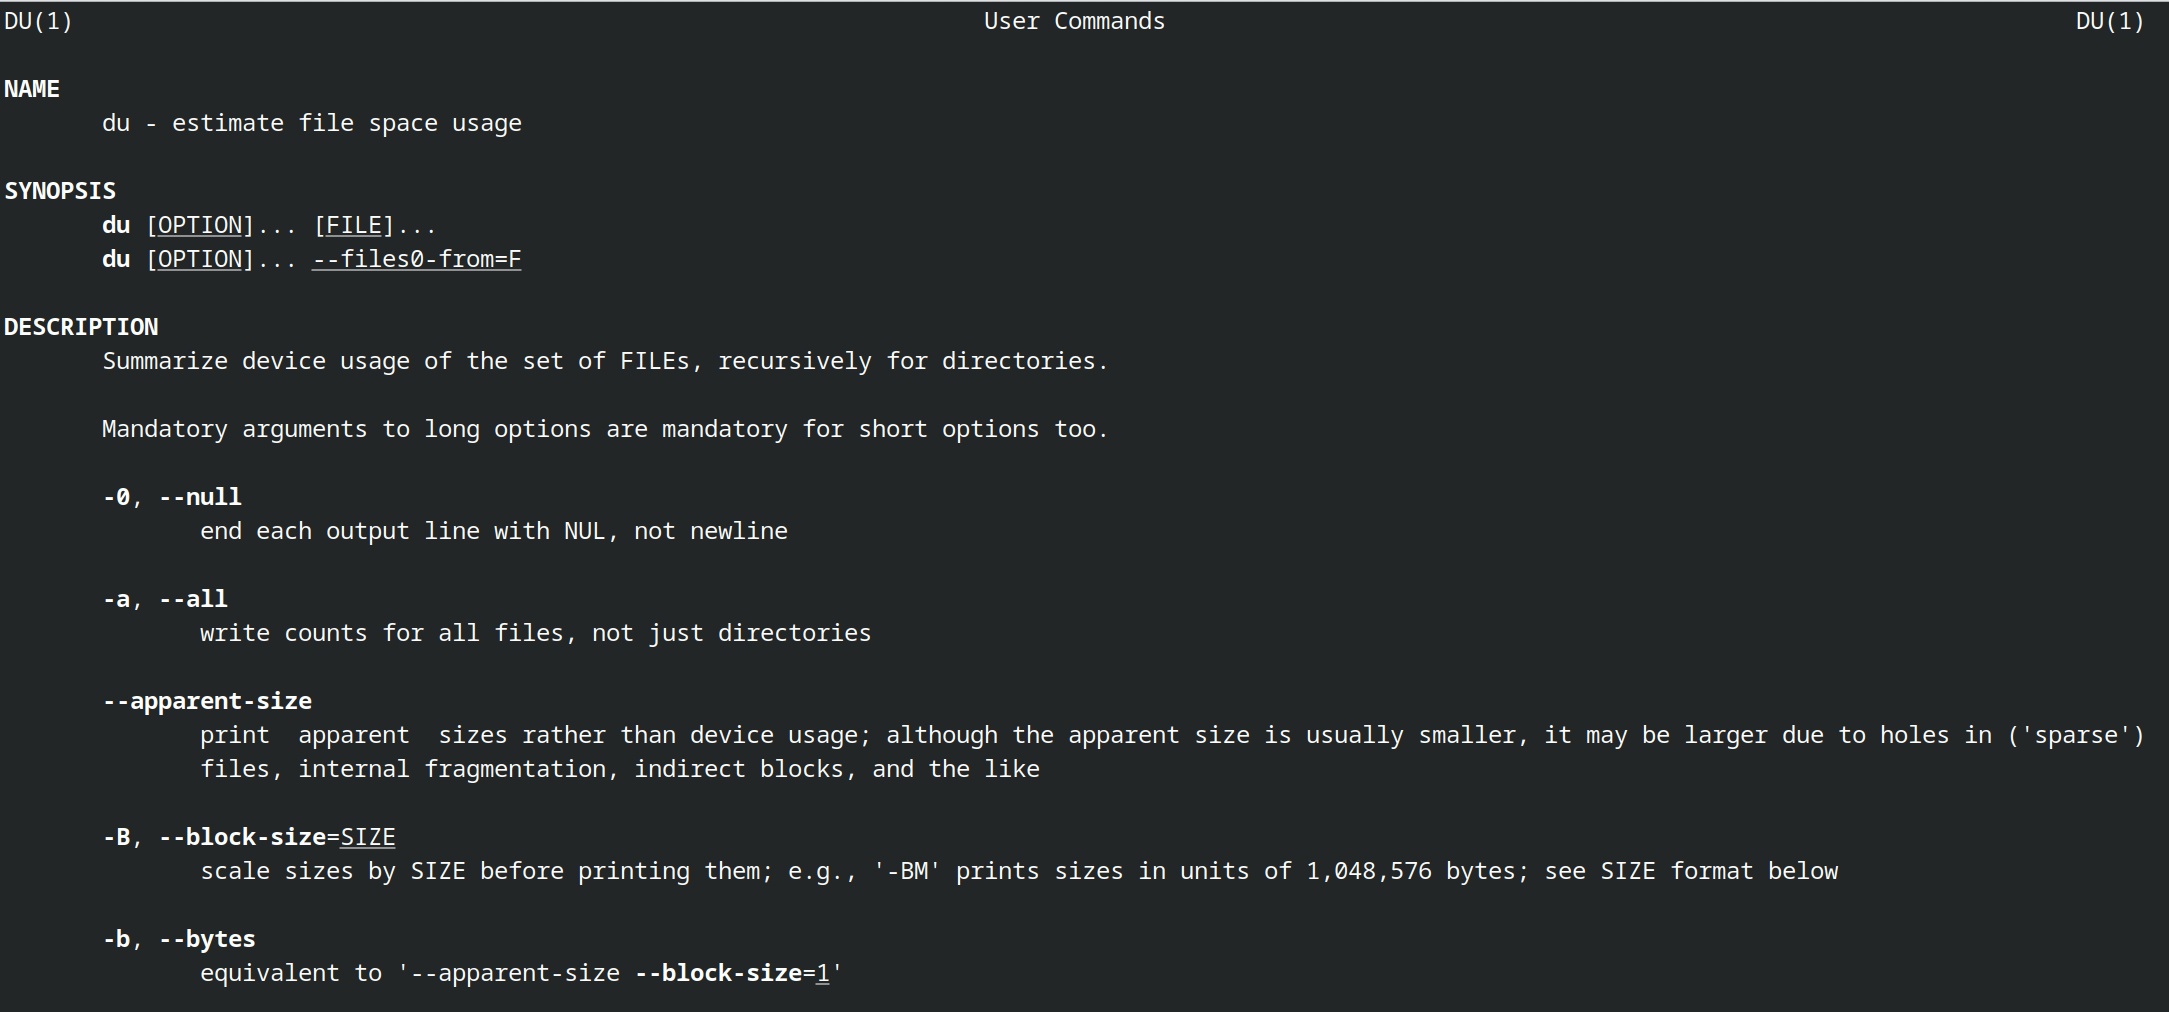 DU(1) User Commands DU(1)
NAME
du - estimate file space usage
SYNOPSIS
du [OPTION]... [FILE]...
du [OPTION]... --files0-from=F
DESCRIPTION
Summarize device usage of the set of FILEs, recursively for directories.
Mandatory arguments to long options are mandatory for short options too.
-0, --null
end each output line with NUL, not newline
-a, --all
write counts for all files, not just directories
--apparent-size
print  apparent  sizes rather than device usage; although the apparent size is usually smaller, it may be larger due to holes in ('sparse')
files, internal fragmentation, indirect blocks, and the like
-B, --block-size=SIZE
scale sizes by SIZE before printing them; e.g., '-BM' prints sizes in units of 1,048,576 bytes; see SIZE format below
-b, --bytes
equivalent to '--apparent-size --block-size=1'